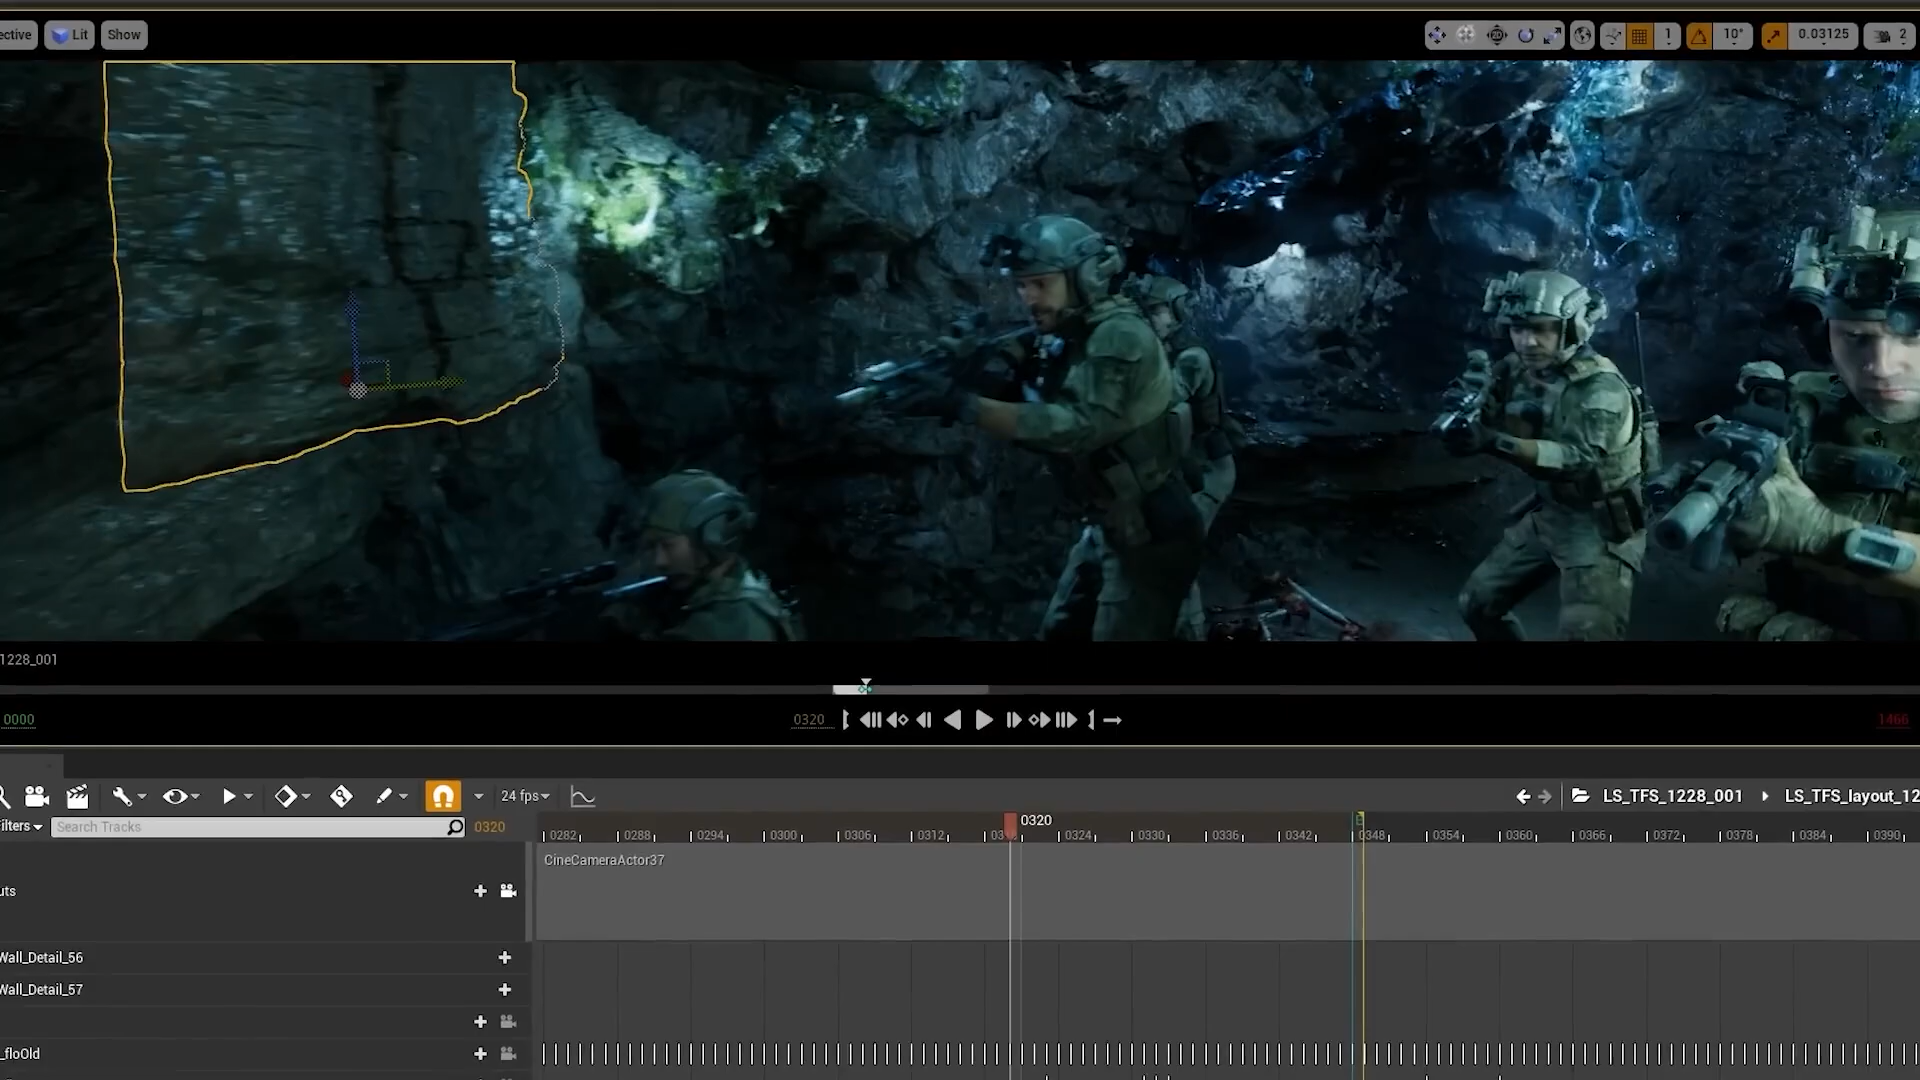 ective Lit Show 1 10° 0.03125 2
1228_001
0000 0320 1466
24 fps LS_TFS_1228_001 LS_TFS_layout_12
ilters Search Tracks 0320 0320
0282 0288 0294 0300 0306 0312 0324 0330 0336 0342 0348 0354 0360 0366 0372 0378 0384 0390
CineCameraActor37
uts
Wall_Detail_56
Wall_Detail_57
_floOld